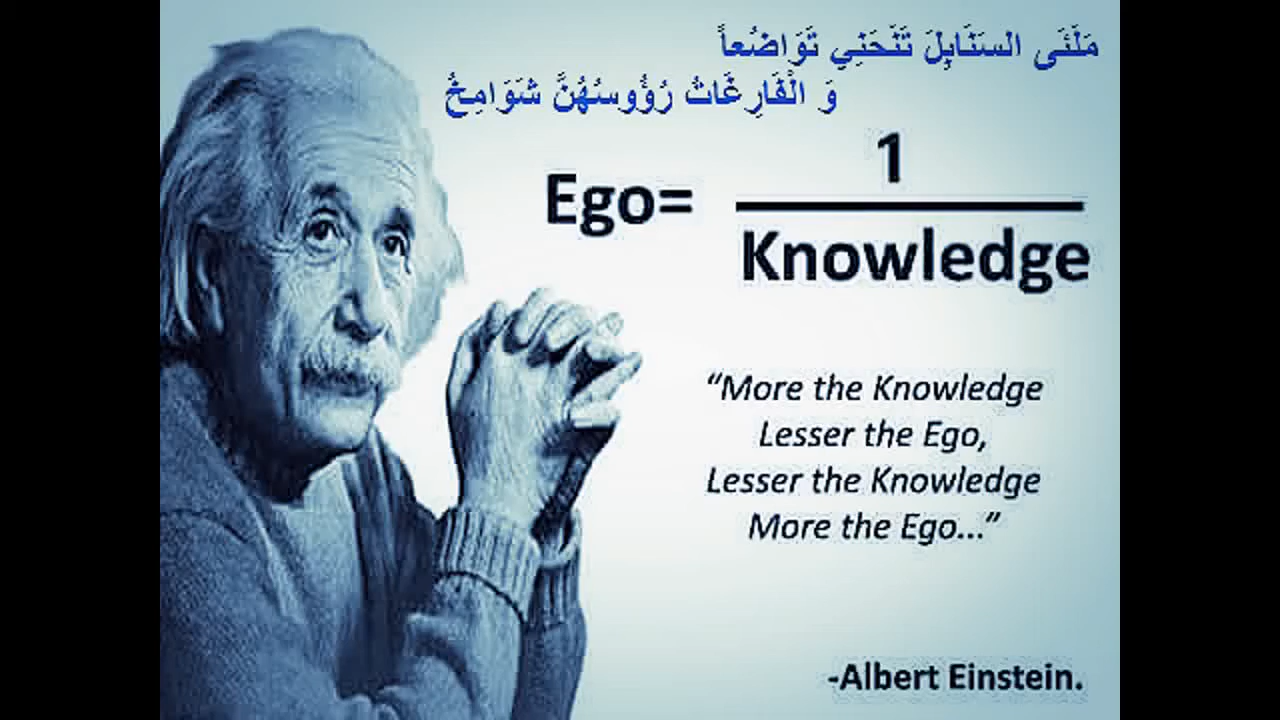 مَلَئَى السَنَابِلَ تَنَحَنِي تَوَاضُعاً
وَ الْفَارِغَاتُ رُؤُوسُهُنَّ شَوَامِخُ
Ego= 1
Knowledge
“More the Knowledge
Lesser the Ego,
Lesser the Knowledge
More the Ego...”
-Albert Einstein.